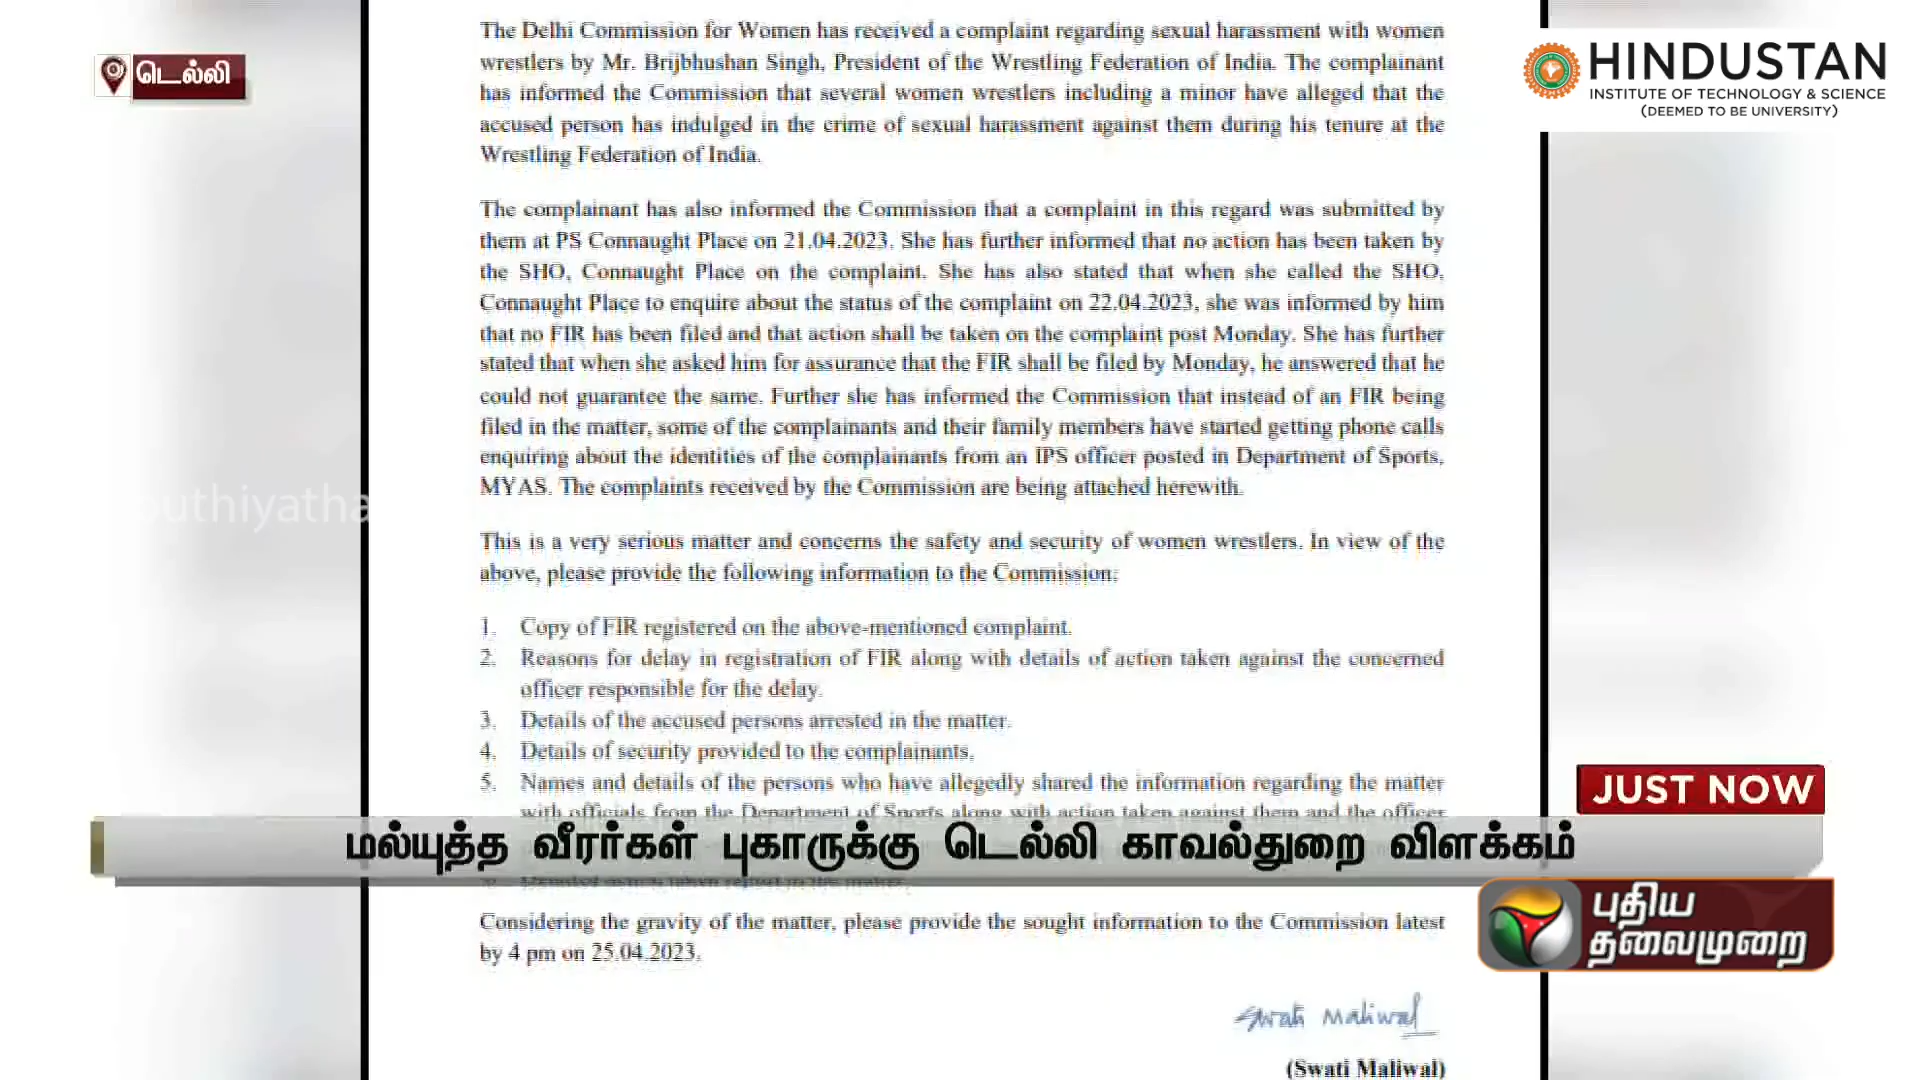 The Delhi Commission for Women has received a complaint regarding sexual harassment with women
wrestlers by Mr. Brijbhushan Singh, President of the Wrestling Federation of India. The complainant
has informed the Commission that several women wrestlers including a minor have alleged that the
accused person has indulged in the crime of sexual harassment against them during his tenure at the
Wrestling Federation of India.
டெல்லி
HINDUSTAN
INSTITUTE OF TECHNOLOGY & SCIENCE
(DEEMED TO BE UNIVERSITY)
The complainant has also informed the Commission that a complaint in this regard was submitted by
them at PS Connaught Place on 21.04.2023. She has further informed that no action has been taken by
the SHO, Connaught Place on the complaint. She has also stated that when she called the SHO,
Connaught Place to enquire about the status of the complaint on 22.04.2023, she was informed by him
that no FIR has been filed and that action shall be taken on the complaint post Monday. She has further
stated that when she asked him for assurance that the FIR shall be filed by Monday, he answered that he
could not guarantee the same. Further she has informed the Commission that instead of an FIR being
filed in the matter, some of the complainants and their family members have started getting phone calls
enquiring about the identities of the complainants from an IPS officer posted in Department of Sports,
MYAS. The complaints received by the Commission are being attached herewith.
outhiyatha
This is a very serious matter and concerns the safety and security of women wrestlers. In view of the
above, please provide the following information to the Commission:
1. Copy of FIR registered on the above-mentioned complaint.
2. Reasons for delay in registration of FIR along with details of action taken against the concerned
officer responsible for the delay.
3. Details of the accused persons arrested in the matter.
4. Details of security provided to the complainants.
5. Names and details of the persons who have allegedly shared the information regarding the matter
with officials from the Department of Sports along with action taken against them and the officer
JUST NOW
மல்யுத்த வீரர்கள் புகாருக்கு டெல்லி காவல்துறை விளக்கம்
புதிய
தலைமுறை
Considering the gravity of the matter, please provide the sought information to the Commission latest
by 4 pm on 25.04.2023.
Swati Maliwal
(Swati Maliwal)